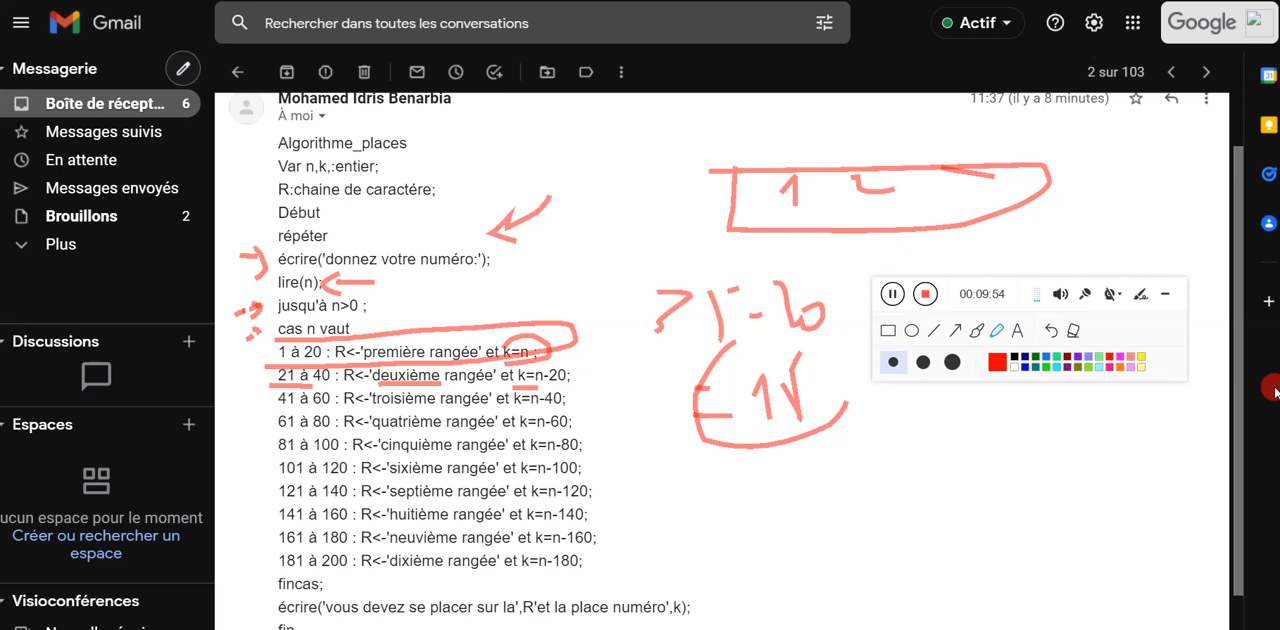 Gmail
Rechercher dans toutes les conversations
Actif
Google
Messagerie
2 sur 103
Boîte de récept... 6
Messages suivis
En attente
Messages envoyés
Brouillons 2
Plus
Discussions
Espaces
ucun espace pour le moment
Créer ou rechercher un
espace
Visioconférences
Mohamed Idris Benarbia
11:37 (il y a 8 minutes)
À moi
Algorithme_places
Var n,k,:entier;
R:chaine de caractére;
Début
répéter
écrire('donnez votre numéro:');
lire(n);
jusqu'à n>0 ;
cas n vaut
1 à 20 : R<-'première rangée' et k=n ;
21 à 40 : R<-'deuxième rangée' et k=n-20;
41 à 60 : R<-'troisième rangée' et k=n-40;
61 à 80 : R<-'quatrième rangée' et k=n-60;
81 à 100 : R<-'cinquième rangée' et k=n-80;
101 à 120 : R<-'sixième rangée' et k=n-100;
121 à 140 : R<-'septième rangée' et k=n-120;
141 à 160 : R<-'huitième rangée' et k=n-140;
161 à 180 : R<-'neuvième rangée' et k=n-160;
181 à 200 : R<-'dixième rangée' et k=n-180;
fincas;
écrire('vous devez se placer sur la',R'et la place numéro',k);
fin
1
00:09:54
A